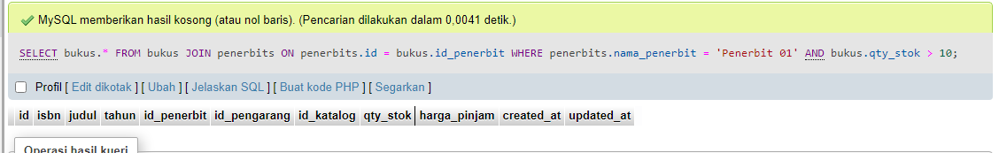 MySQL memberikan hasil kosong (atau nol baris). (Pencarian dilakukan dalam 0,0041 detik.)
SELECT bukus.* FROM bukus JOIN penerbits ON penerbits.id = bukus.id_penerbit WHERE penerbits.nama_penerbit = 'Penerbit 01' AND bukus.qty_stok > 10;
Profil [ Edit dikotak ] [ Ubah ] [ Jelaskan SQL ] [ Buat kode PHP ] [ Segarkan ]
id isbn judul tahun id_penerbit id_pengarang id_katalog qty_stok harga_pinjam created_at updated_at
Operasi hasil kueri